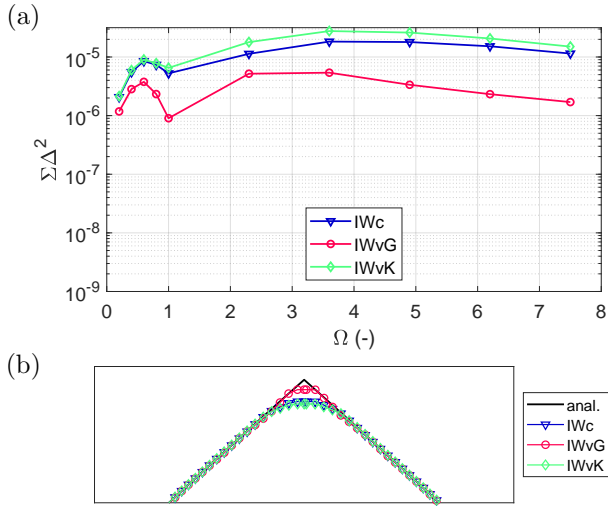 (a)
10^-5
10^-6
10^-7
10^-8
10^-9
ΣΔ^2
IWc
IWvG
IWvK
0 1 2 3 4 5 6 7 8
Ω (-)
(b)
anal.
IWc
IWvG
IWvK